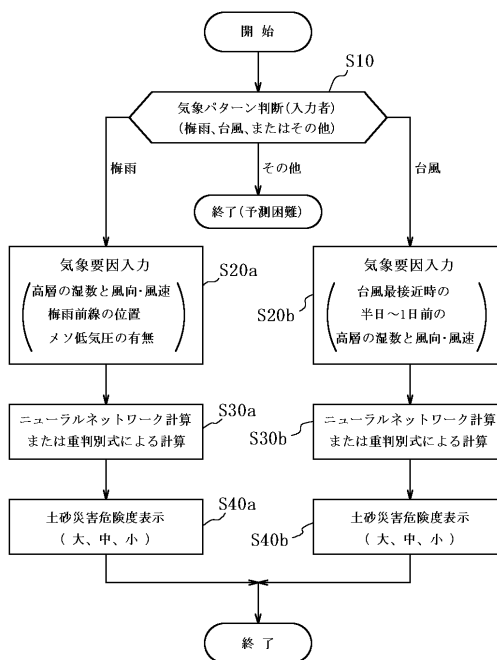 開 始
S10
気象パターン判断(入力者)
(梅雨、台風、またはその他)
梅雨
その他
台風
終了(予測困難)
気象要因入力
高層の湿数と風向・風速
梅雨前線の位置
メソ低気圧の有無
S20a
気象要因入力
台風最接近時の
半日～1日前の
高層の湿数と風向・風速
S20b
ニューラルネットワーク計算
または重判別式による計算
S30a
ニューラルネットワーク計算
または重判別式による計算
S30b
土砂災害危険度表示
( 大、中、小 )
S40a
土砂災害危険度表示
( 大、中、小 )
S40b
終 了